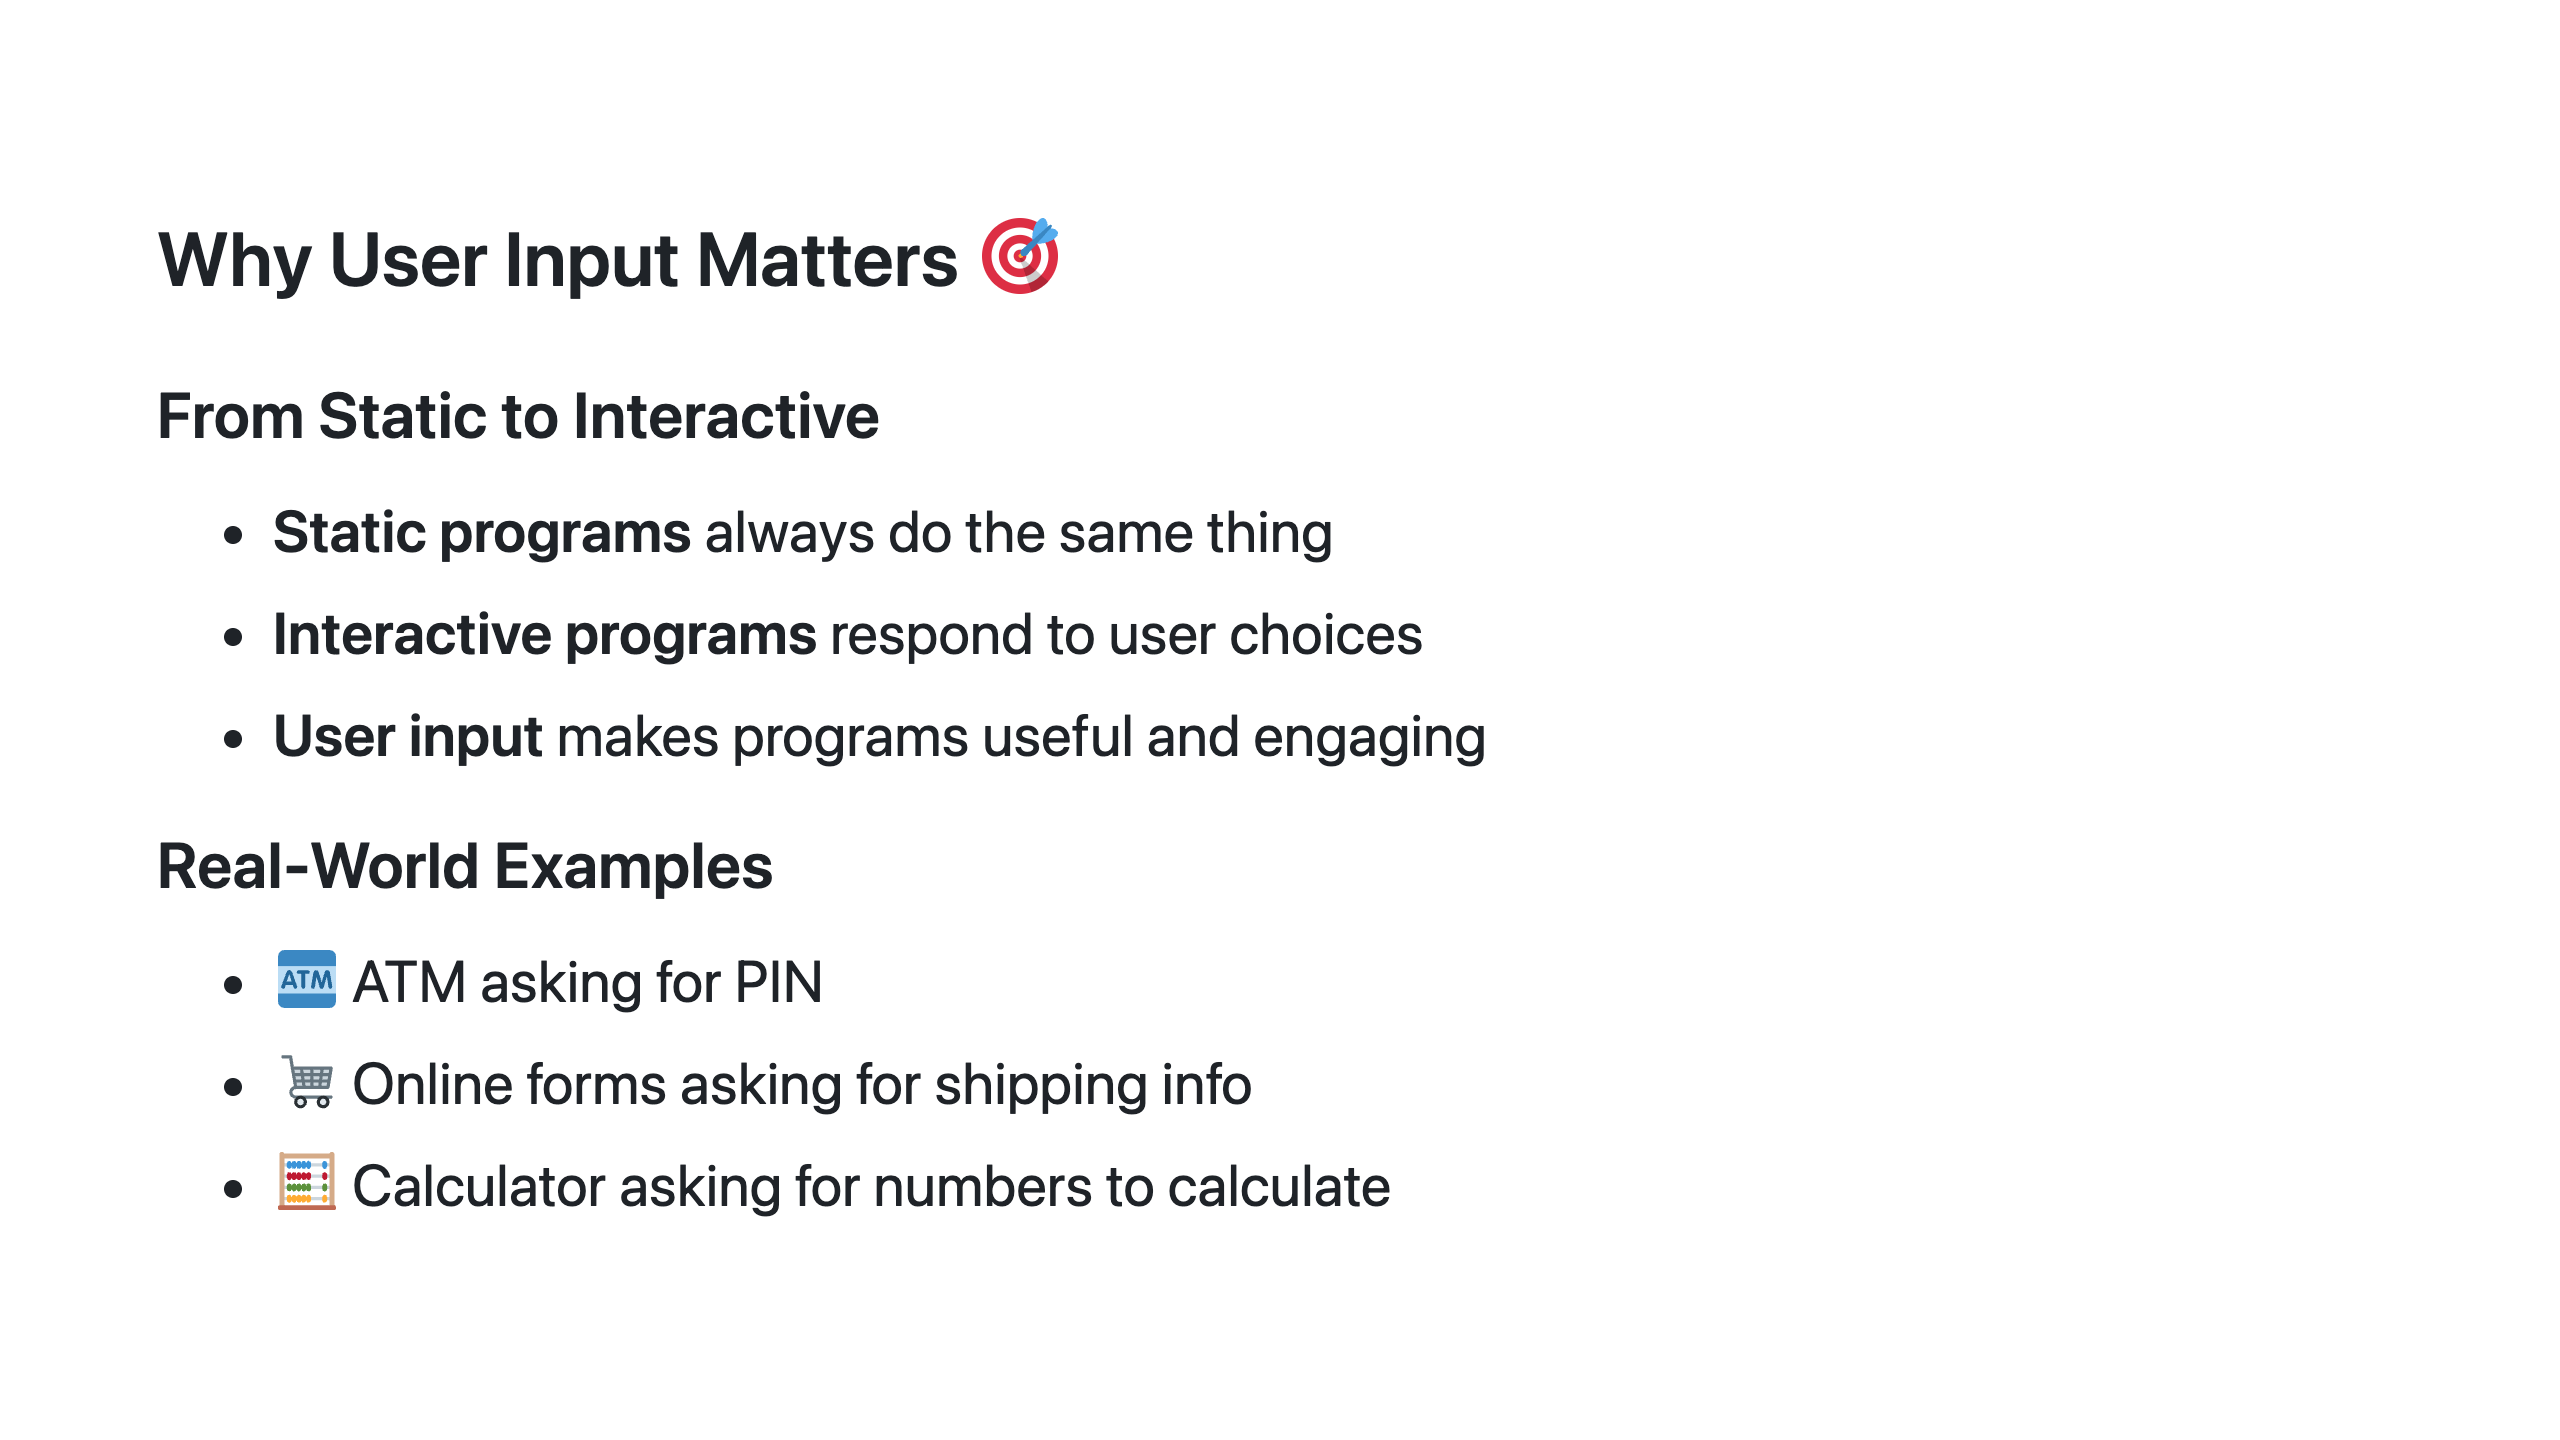 Why User Input Matters 🎯
From Static to Interactive
• Static programs always do the same thing
• Interactive programs respond to user choices
• User input makes programs useful and engaging
Real-World Examples
• 🏧 ATM asking for PIN
• 🛒 Online forms asking for shipping info
• 🧮 Calculator asking for numbers to calculate